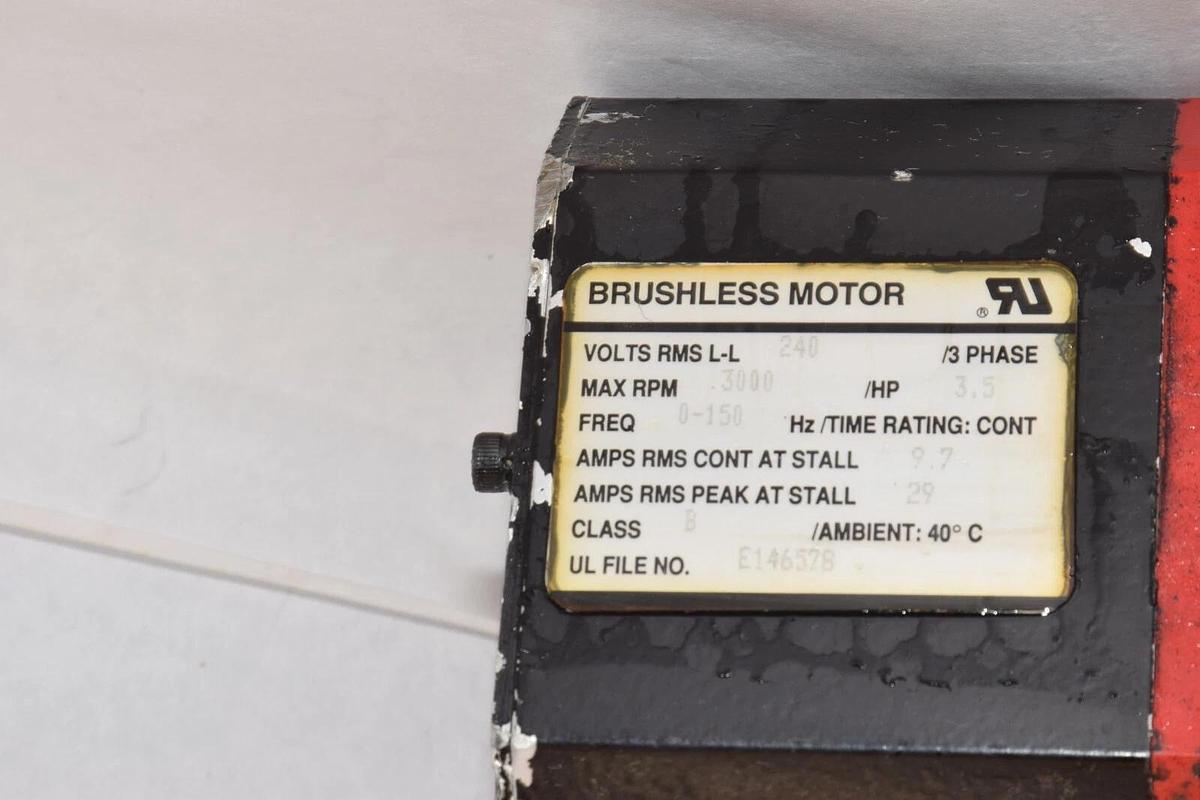 BRUSHLESS MOTOR ® RU
VOLTS RMS L-L 240 /3 PHASE
MAX RPM 3000 /HP 3.5
FREQ 0-150 Hz /TIME RATING: CONT
AMPS RMS CONT AT STALL 9.7
AMPS RMS PEAK AT STALL 29
CLASS B /AMBIENT: 40° C
UL FILE NO. E146578